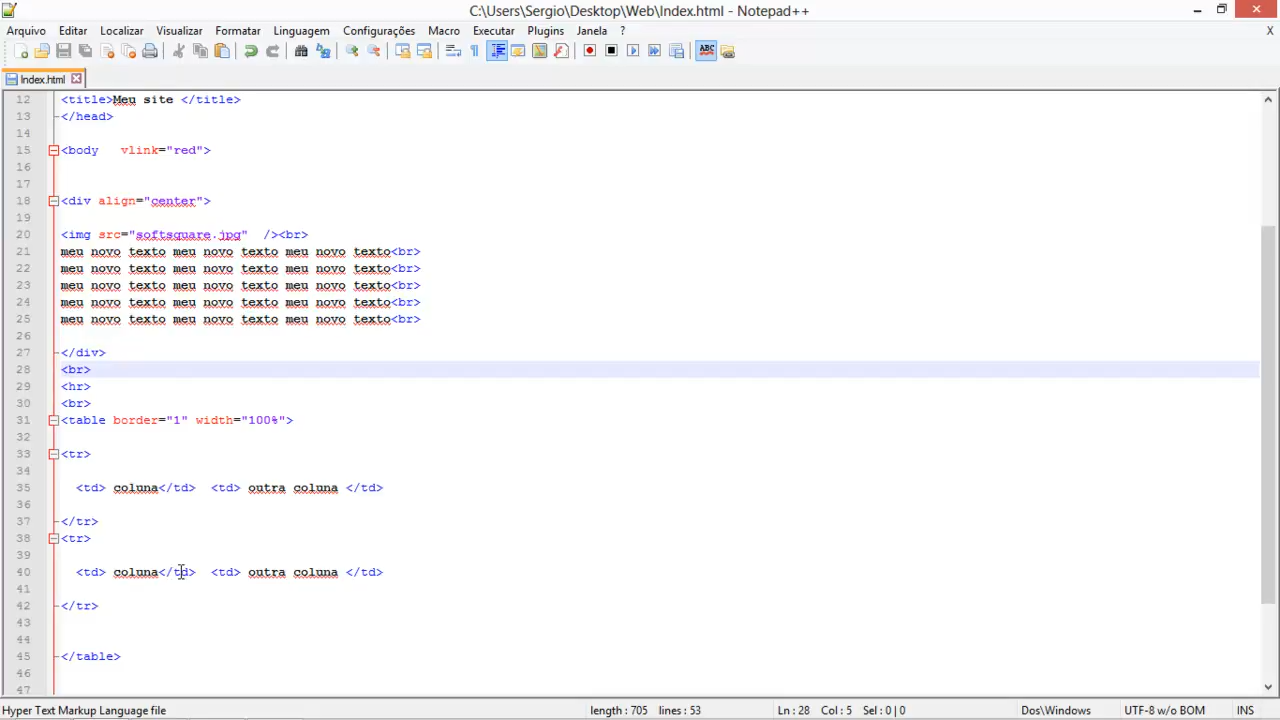 C:\Users\Sergio\Desktop\Web\Index.html - Notepad++
Arquivo Editar Localizar Visualizar Formatar Linguagem Configurações Macro Executar Plugins Janela ? X
ABC
Index.html
12 <title>Meu site </title>
13 </head>
14
15 <body   vlink="red">
16
17
18 <div align="center">
19
20 <img src="softsquare.jpg"  /><br>
21 meu novo texto meu novo texto meu novo texto<br>
22 meu novo texto meu novo texto meu novo texto<br>
23 meu novo texto meu novo texto meu novo texto<br>
24 meu novo texto meu novo texto meu novo texto<br>
25 meu novo texto meu novo texto meu novo texto<br>
26
27 </div>
28 <br>
29 <hr>
30 <br>
31 <table border="1" width="100%">
32
33 <tr>
34
35   <td> coluna</td>  <td> outra coluna </td>
36
37 </tr>
38 <tr>
39
40   <td> coluna</td>  <td> outra coluna </td>
41
42 </tr>
43
44
45 </table>
46
47
Hyper Text Markup Language file length : 705 lines : 53 Ln : 28 Col : 5 Sel : 0 | 0 Dos\Windows UTF-8 w/o BOM INS